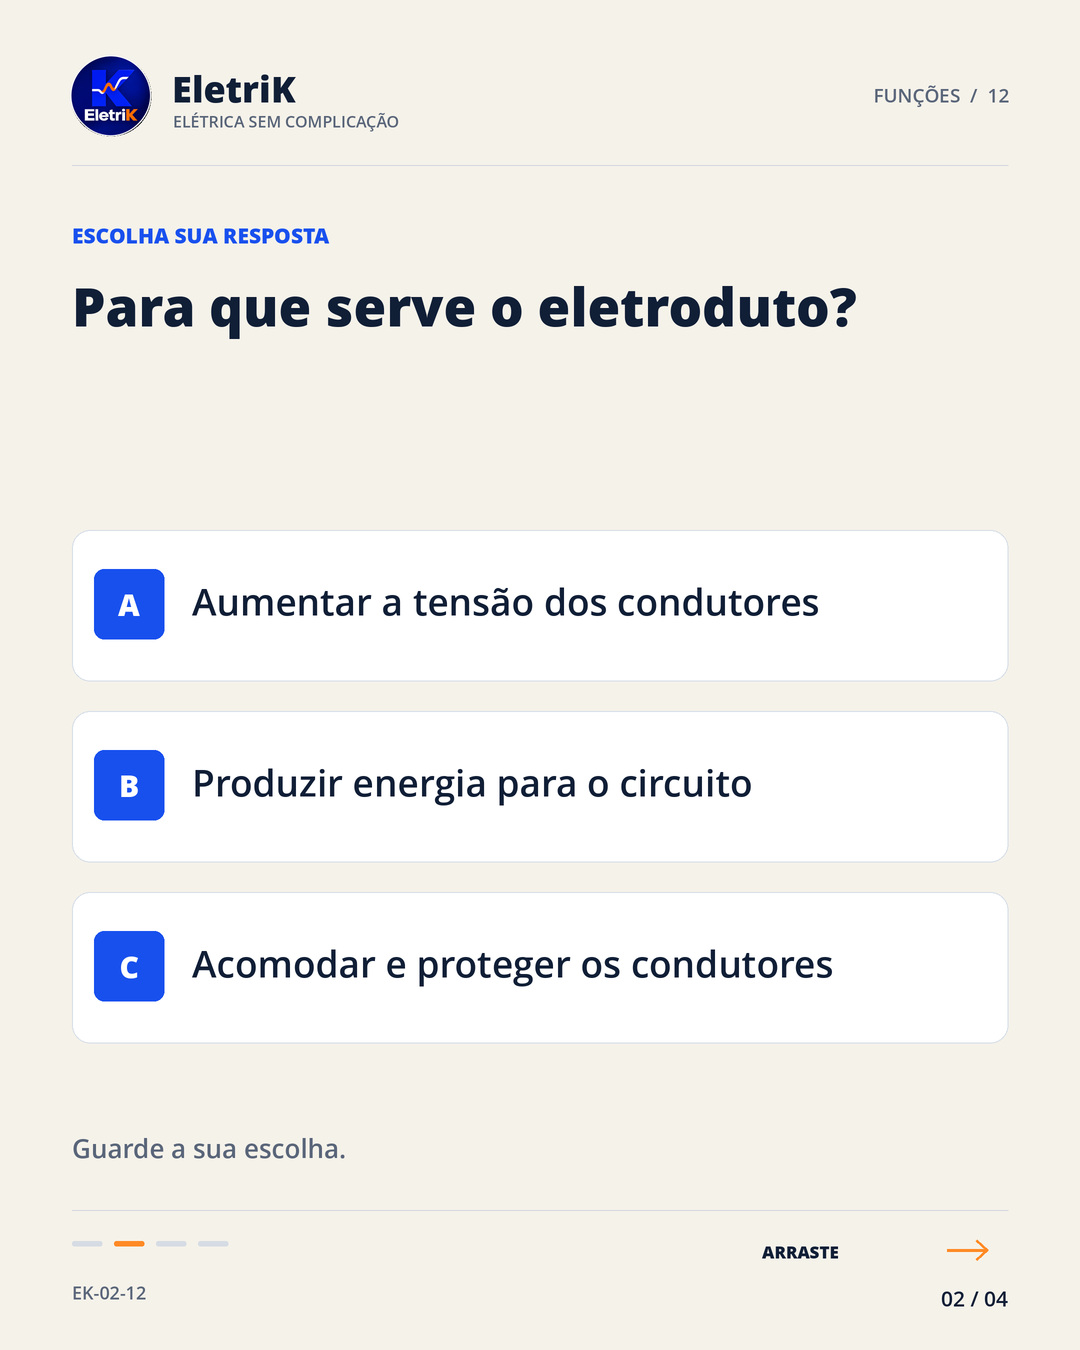 EletriK
EletriK
ELÉTRICA SEM COMPLICAÇÃO
FUNÇÕES / 12
ESCOLHA SUA RESPOSTA
Para que serve o eletroduto?
A Aumentar a tensão dos condutores
B Produzir energia para o circuito
C Acomodar e proteger os condutores
Guarde a sua escolha.
ARRASTE
EK-02-12
02 / 04